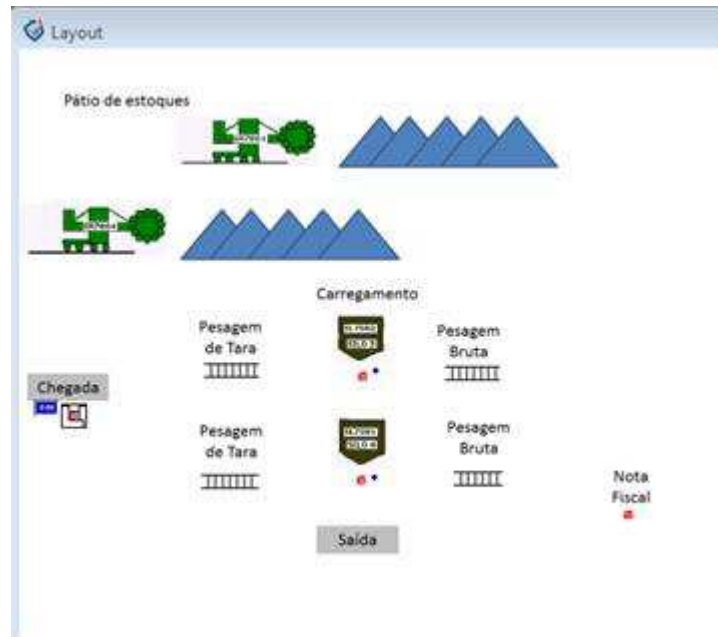 Layout
Pátio de estoques
Carregamento
Pesagem
de Tara
Pesagem
Bruta
Chegada
Pesagem
de Tara
Pesagem
Bruta
Nota
Fiscal
Saída